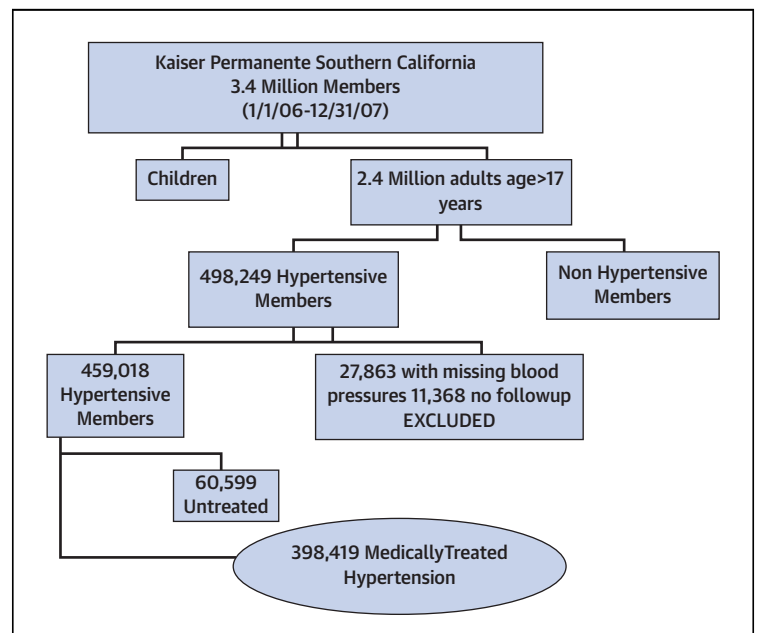 Kaiser Permanente Southern California
3.4 Million Members
(1/1/06-12/31/07)
Children
2.4 Million adults age>17
years
498,249 Hypertensive
Members
Non Hypertensive
Members
459,018
Hypertensive
Members
27,863 with missing blood
pressures 11,368 no followup
EXCLUDED
60,599
Untreated
398,419 MedicallyTreated
Hypertension